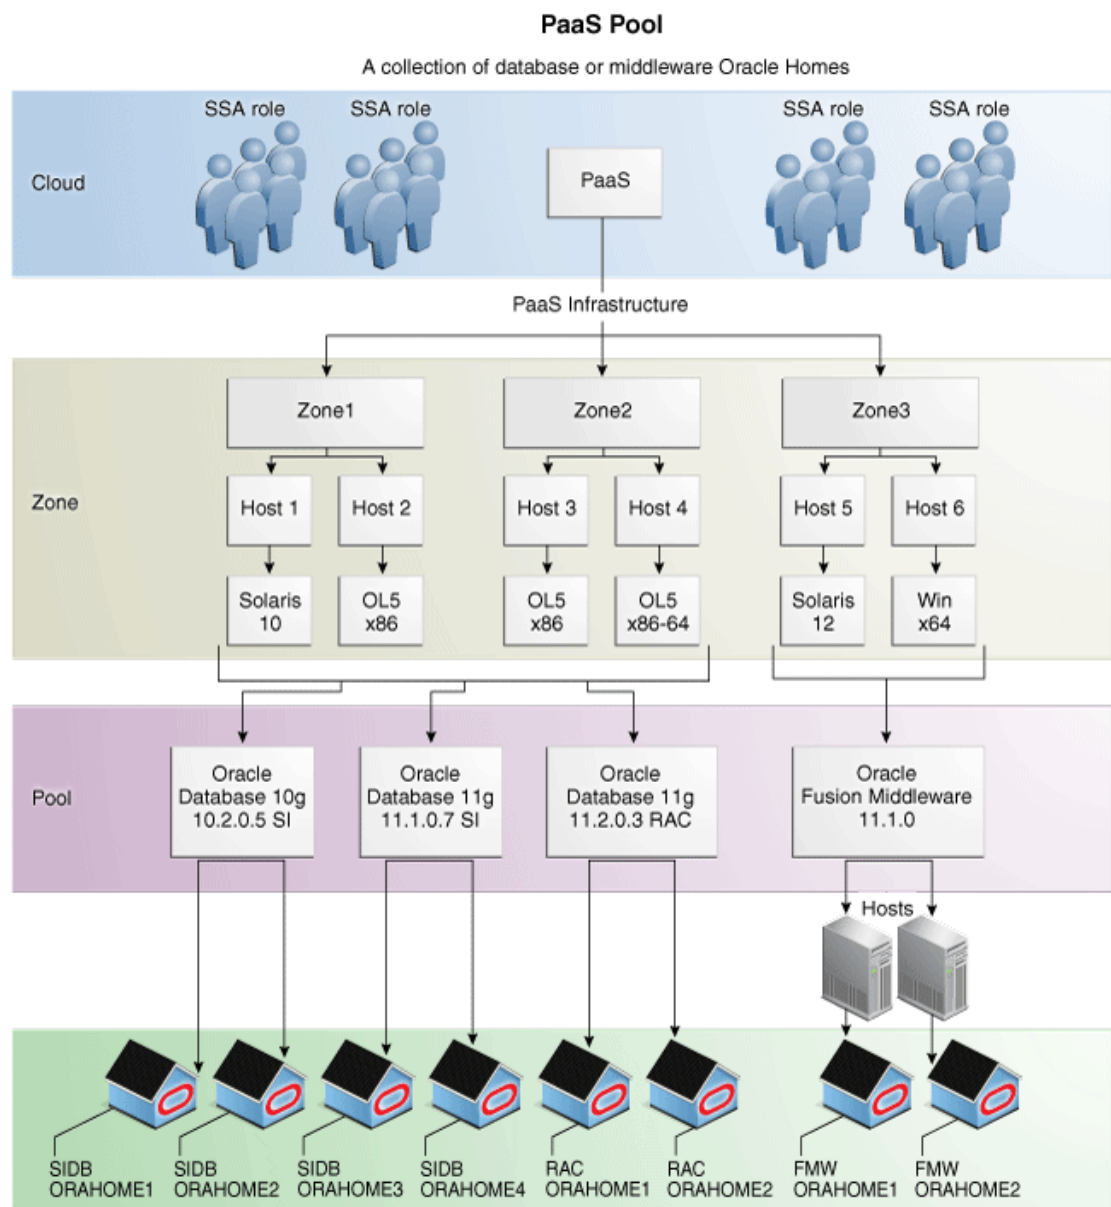 PaaS Pool
A collection of database or middleware Oracle Homes
SSA role
SSA role
SSA role
SSA role
Cloud
PaaS
PaaS Infrastructure
Zone1
Zone2
Zone3
Zone
Host 1
Host 2
Host 3
Host 4
Host 5
Host 6
Solaris
10
OL5
x86
OL5
x86
OL5
x86-64
Solaris
12
Win
x64
Pool
Oracle
Database 10g
10.2.0.5 SI
Oracle
Database 11g
11.1.0.7 SI
Oracle
Database 11g
11.2.0.3 RAC
Oracle
Fusion Middleware
11.1.0
Hosts
SIDB
ORAHOME1
SIDB
ORAHOME2
SIDB
ORAHOME3
SIDB
ORAHOME4
RAC
ORAHOME1
RAC
ORAHOME2
FMW
ORAHOME1
FMW
ORAHOME2